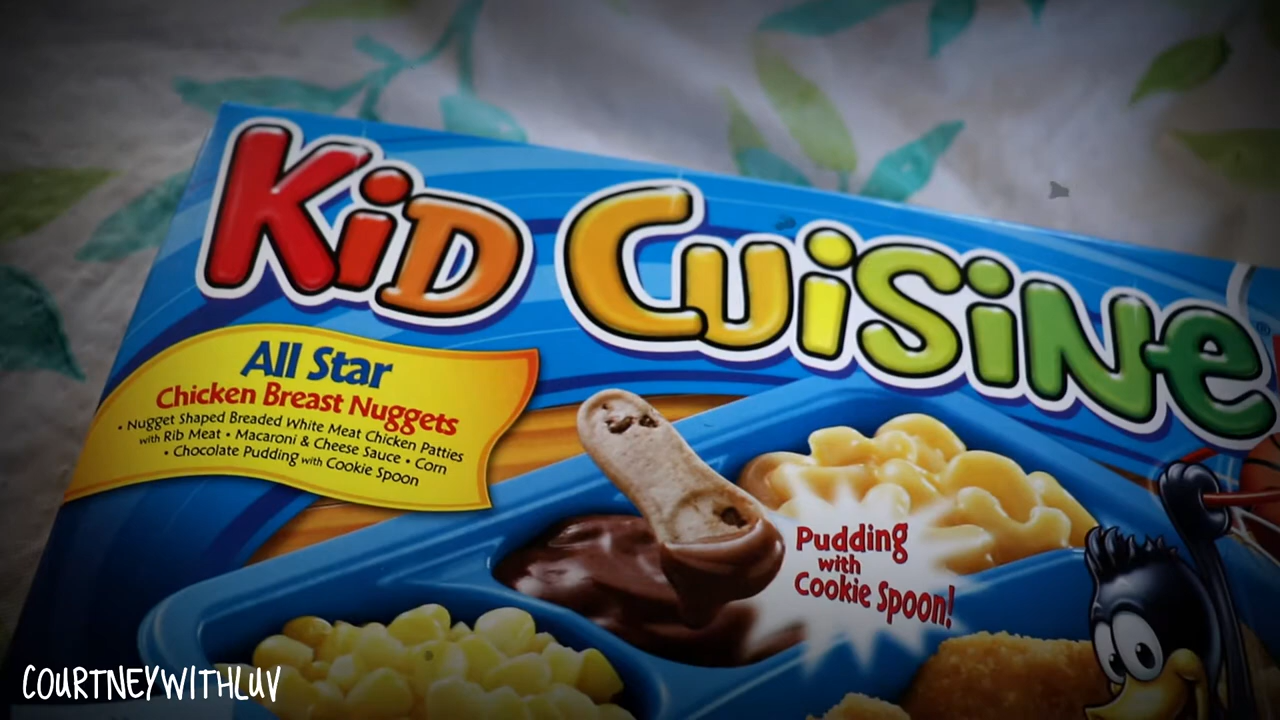 KiD CUiSiNe
®
All Star
Chicken Breast Nuggets
• Nugget Shaped Breaded White Meat Chicken Patties
with Rib Meat • Macaroni & Cheese Sauce • Corn
• Chocolate Pudding with Cookie Spoon
Pudding
with
Cookie Spoon!
COURTNEYWITHLUV